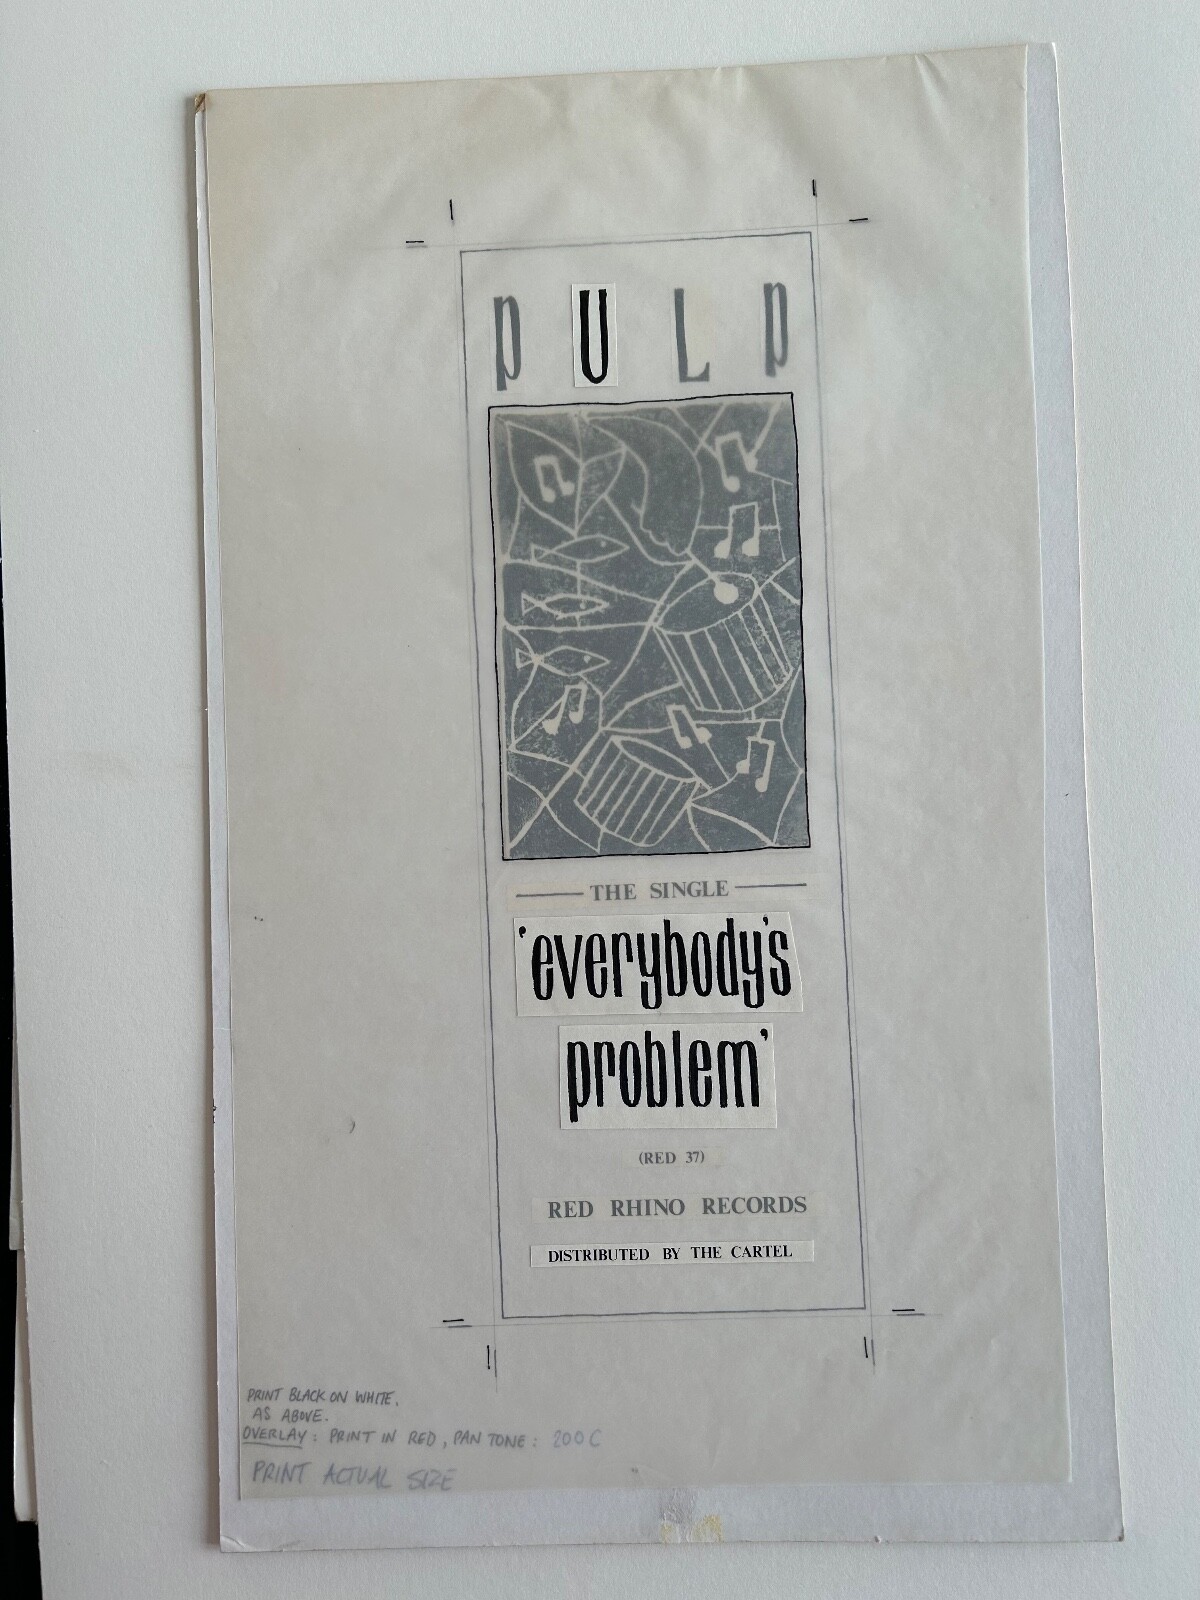 PULP
THE SINGLE
'everybody's
problem'
(RED 37)
RED RHINO RECORDS
DISTRIBUTED BY THE CARTEL
PRINT BLACK ON WHITE.
AS ABOVE.
OVERLAY: PRINT IN RED, PAN TONE: 200C
PRINT ACTUAL SIZE